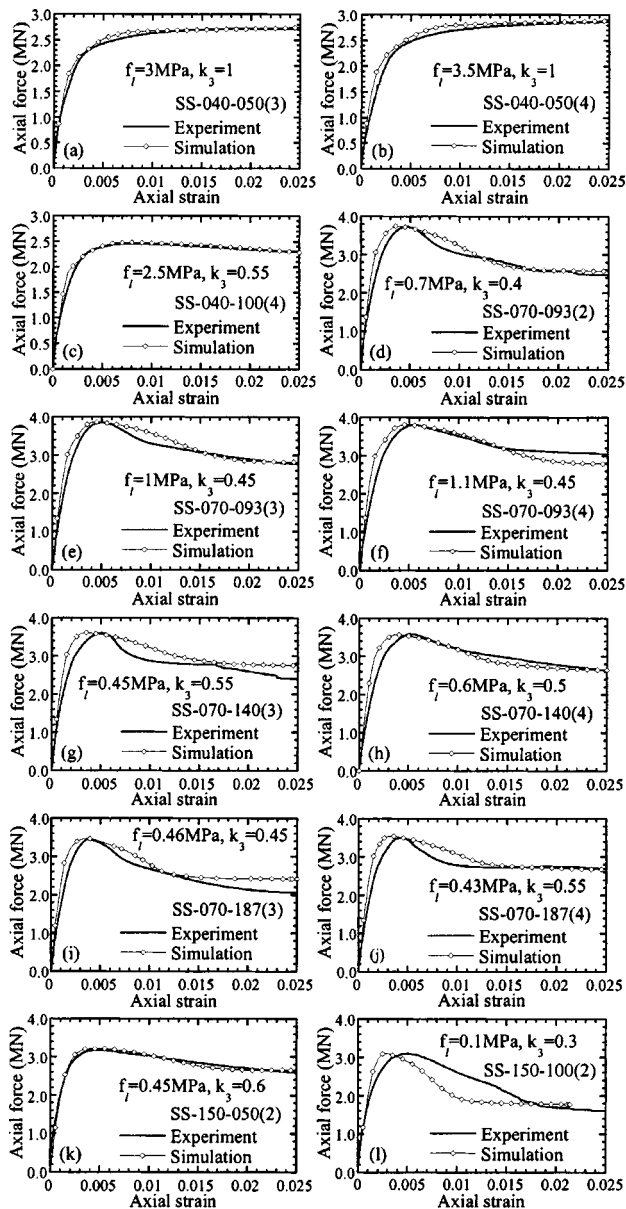 Axial force (MN)
3.0
2.5
2.0
1.5
1.0
0.5
0.0
f_l=3MPa, k_3=1
SS-040-050(3)
Experiment
Simulation
(a)
0 0.005 0.01 0.015 0.02 0.025
Axial strain
Axial force (MN)
3.0
2.5
2.0
1.5
1.0
0.5
0.0
f_l=3.5MPa, k_3=1
SS-040-050(4)
Experiment
Simulation
(b)
0 0.005 0.01 0.015 0.02 0.025
Axial strain
Axial force (MN)
3.0
2.5
2.0
1.5
1.0
0.5
0.0
f_l=2.5MPa, k_3=0.55
SS-040-100(4)
Experiment
Simulation
(c)
0 0.005 0.01 0.015 0.02 0.025
Axial strain
Axial force (MN)
4.0
3.0
2.0
1.0
0.0
f_l=0.7MPa, k_3=0.4
SS-070-093(2)
Experiment
Simulation
(d)
0 0.005 0.01 0.015 0.02 0.025
Axial strain
Axial force (MN)
4.0
3.0
2.0
1.0
0.0
f_l=1MPa, k_3=0.45
SS-070-093(3)
Experiment
Simulation
(e)
0 0.005 0.01 0.015 0.02 0.025
Axial strain
Axial force (MN)
4.0
3.0
2.0
1.0
0.0
f_l=1.1MPa, k_3=0.45
SS-070-093(4)
Experiment
Simulation
(f)
0 0.005 0.01 0.015 0.02 0.025
Axial strain
Axial force (MN)
4.0
3.0
2.0
1.0
0.0
f_l=0.45MPa, k_3=0.55
SS-070-140(3)
Experiment
Simulation
(g)
0 0.005 0.01 0.015 0.02 0.025
Axial strain
Axial force (MN)
4.0
3.0
2.0
1.0
0.0
f_l=0.6MPa, k_3=0.5
SS-070-140(4)
Experiment
Simulation
(h)
0 0.005 0.01 0.015 0.02 0.025
Axial strain
Axial force (MN)
4.0
3.0
2.0
1.0
0.0
f_l=0.46MPa, k_3=0.45
SS-070-187(3)
Experiment
Simulation
(i)
0 0.005 0.01 0.015 0.02 0.025
Axial strain
Axial force (MN)
4.0
3.0
2.0
1.0
0.0
f_l=0.43MPa, k_3=0.55
SS-070-187(4)
Experiment
Simulation
(j)
0 0.005 0.01 0.015 0.02 0.025
Axial strain
Axial force (MN)
4.0
3.0
2.0
1.0
0.0
f_l=0.45MPa, k_3=0.6
SS-150-050(2)
Experiment
Simulation
(k)
0 0.005 0.01 0.015 0.02 0.025
Axial strain
Axial force (MN)
4.0
3.0
2.0
1.0
0.0
f_l=0.1MPa, k_3=0.3
SS-150-100(2)
Experiment
Simulation
(l)
0 0.005 0.01 0.015 0.02 0.025
Axial strain